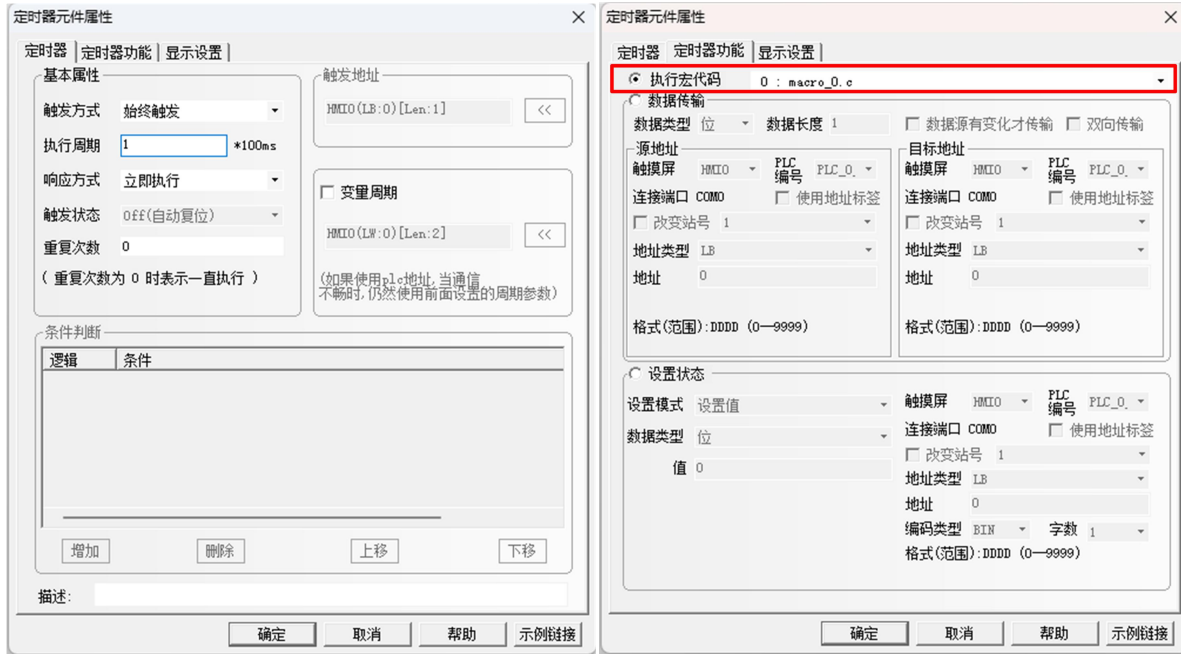 定时器元件属性
定时器 定时器功能 显示设置
基本属性
触发方式 始终触发
执行周期 1 *100ms
响应方式 立即执行
触发状态 Off(自动复位)
重复次数 0
( 重复次数为 0 时表示一直执行 )
触发地址
HMI0(LB:0)[Len:1] <<
变量周期
HMI0(LW:0)[Len:2] <<
(如果使用plc地址,当通信
不畅时,仍然使用前面设置的周期参数)
条件判断
逻辑 条件
增加 删除 上移 下移
描述:
确定 取消 帮助 示例链接
定时器元件属性
定时器 定时器功能 显示设置
执行宏代码 0 : macro_0.c
数据传输
数据类型 位 数据长度 1 数据源有变化才传输 双向传输
源地址
触摸屏 HMI0 PLC编号 PLC_0.
连接端口 COM0 使用地址标签
改变站号 1
地址类型 LB
地址 0
格式(范围):DDDD (0—9999)
目标地址
触摸屏 HMI0 PLC编号 PLC_0.
连接端口 COM0 使用地址标签
改变站号 1
地址类型 LB
地址 0
格式(范围):DDDD (0—9999)
设置状态
设置模式 设置值
数据类型 位
值 0
触摸屏 HMI0 PLC编号 PLC_0.
连接端口 COM0 使用地址标签
改变站号 1
地址类型 LB
地址 0
编码类型 BIN 字数 1
格式(范围):DDDD (0—9999)
确定 取消 帮助 示例链接